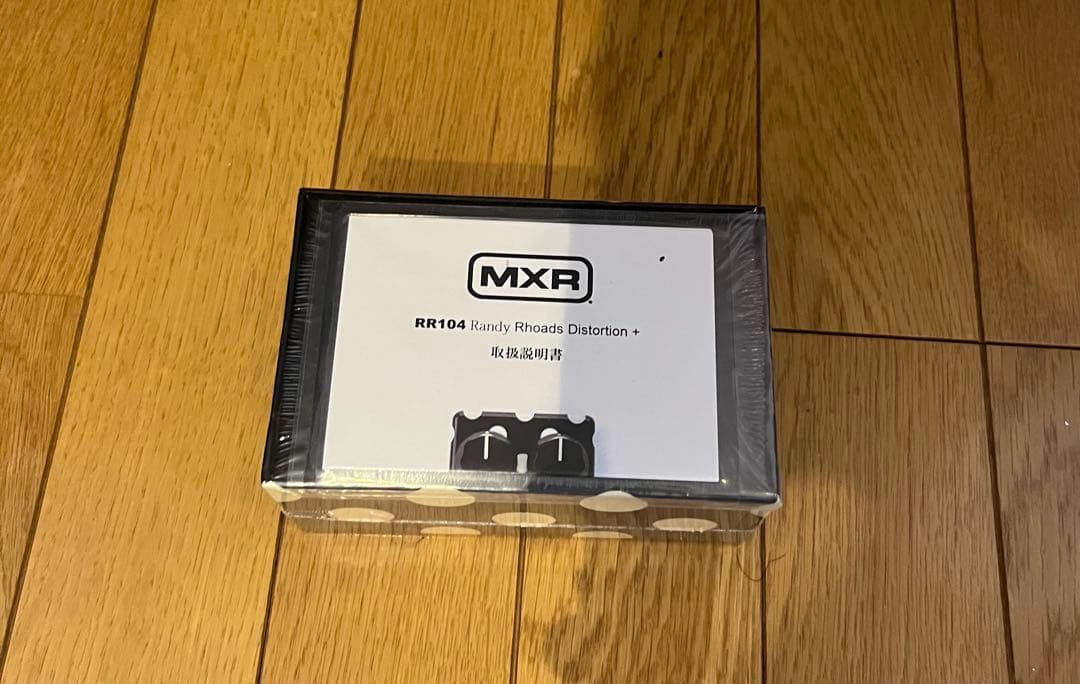 MXR
RR104 Randy Rhoads Distortion +
取扱説明書